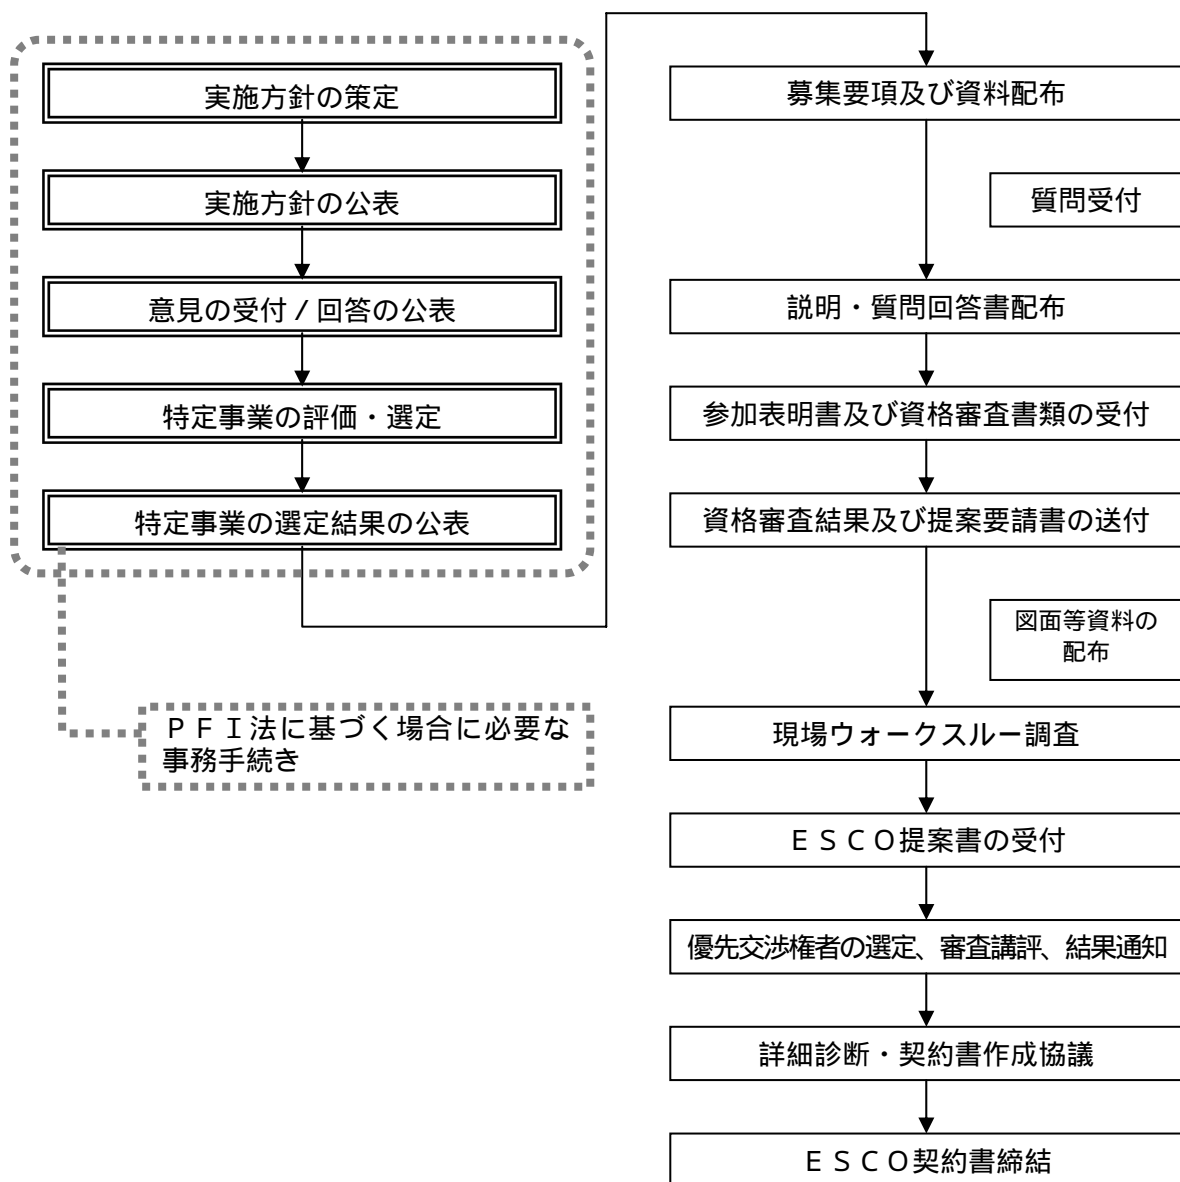 実施方針の策定
実施方針の公表
意見の受付／回答の公表
特定事業の評価・選定
特定事業の選定結果の公表
ＰＦＩ法に基づく場合に必要な
事務手続き
募集要項及び資料配布
質問受付
説明・質問回答書配布
参加表明書及び資格審査書類の受付
資格審査結果及び提案要請書の送付
図面等資料の
配布
現場ウォークスルー調査
ＥＳＣＯ提案書の受付
優先交渉権者の選定、審査講評、結果通知
詳細診断・契約書作成協議
ＥＳＣＯ契約書締結